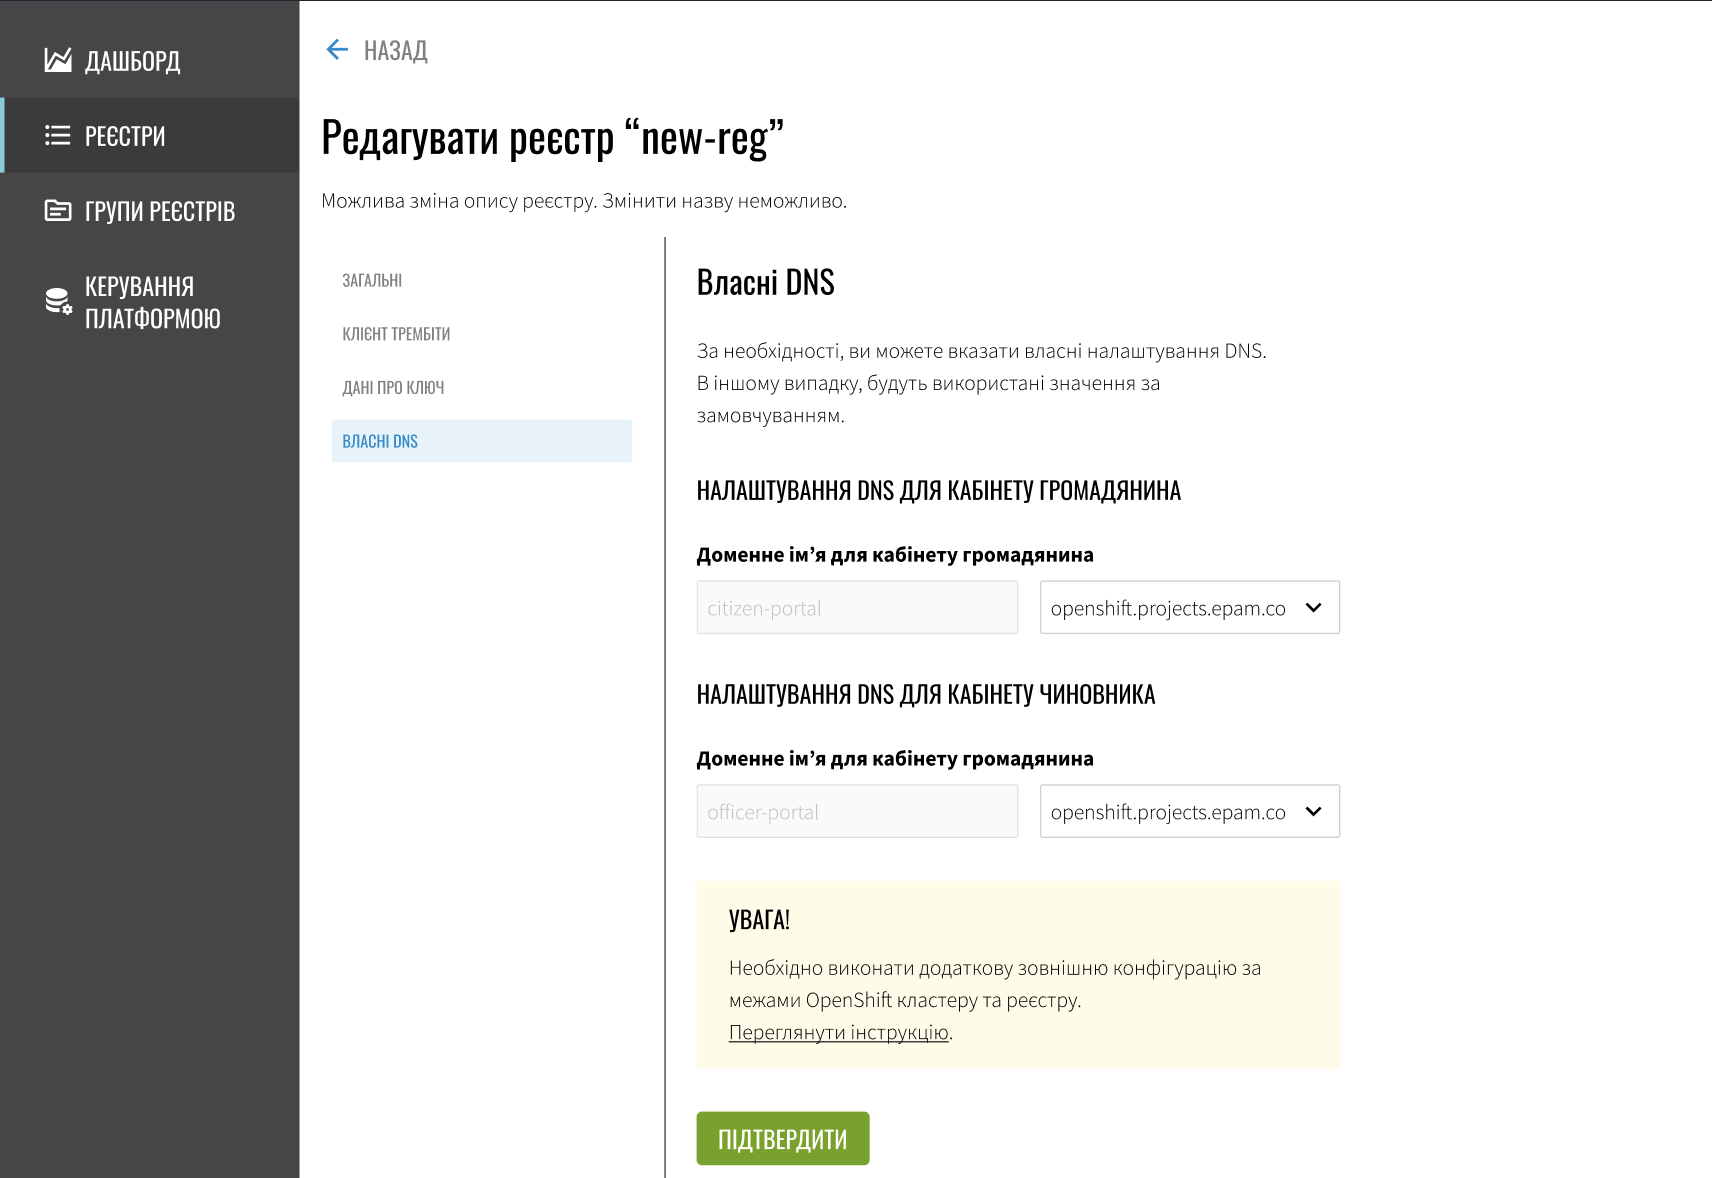 ДАШБОРД
РЕЄСТРИ
ГРУПИ РЕЄСТРІВ
КЕРУВАННЯ
ПЛАТФОРМОЮ
НАЗАД
Редагувати реєстр “new-reg”
Можлива зміна опису реєстру. Змінити назву неможливо.
ЗАГАЛЬНІ
КЛІЄНТ ТРЕМБІТИ
ДАНІ ПРО КЛЮЧ
ВЛАСНІ DNS
Власні DNS
За необхідності, ви можете вказати власні налаштування DNS.
В іншому випадку, будуть використані значення за
замовчуванням.
НАЛАШТУВАННЯ DNS ДЛЯ КАБІНЕТУ ГРОМАДЯНИНА
Доменне ім’я для кабінету громадянина
citizen-portal openshift.projects.epam.co
НАЛАШТУВАННЯ DNS ДЛЯ КАБІНЕТУ ЧИНОВНИКА
Доменне ім’я для кабінету громадянина
officer-portal openshift.projects.epam.co
УВАГА!
Необхідно виконати додаткову зовнішню конфігурацію за
межами OpenShift кластеру та реєстру.
Переглянути інструкцію.
ПІДТВЕРДИТИ